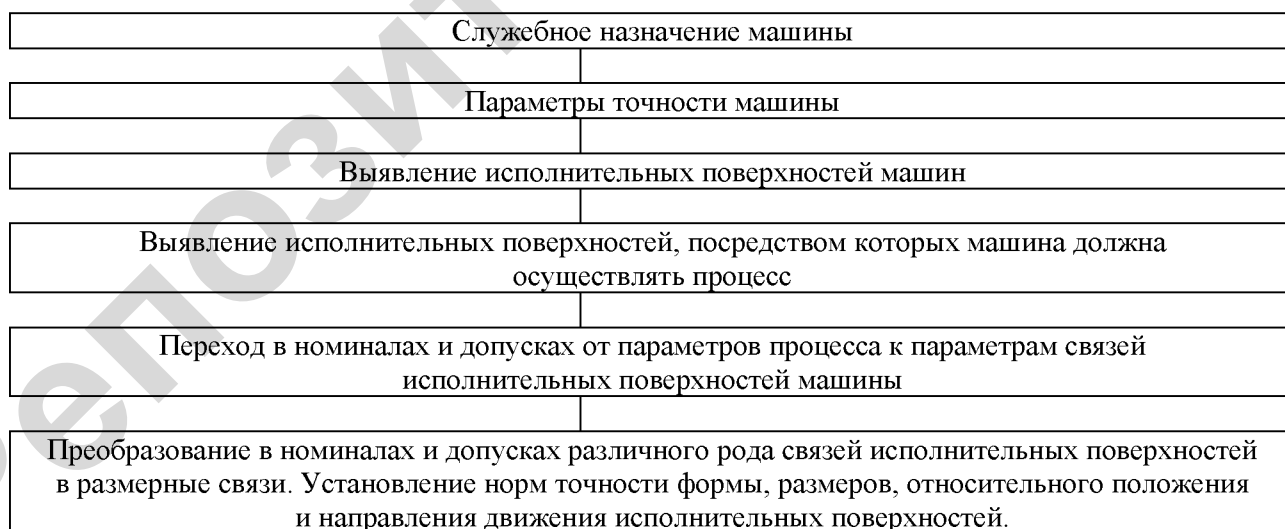 Служебное назначение машины
Параметры точности машины
Выявление исполнительных поверхностей машин
Выявление исполнительных поверхностей, посредством которых машина должна
осуществлять процесс
Переход в номиналах и допусках от параметров процесса к параметрам связей
исполнительных поверхностей машины
Преобразование в номиналах и допусках различного рода связей исполнительных поверхностей
в размерные связи. Установление норм точности формы, размеров, относительного положения
и направления движения исполнительных поверхностей.